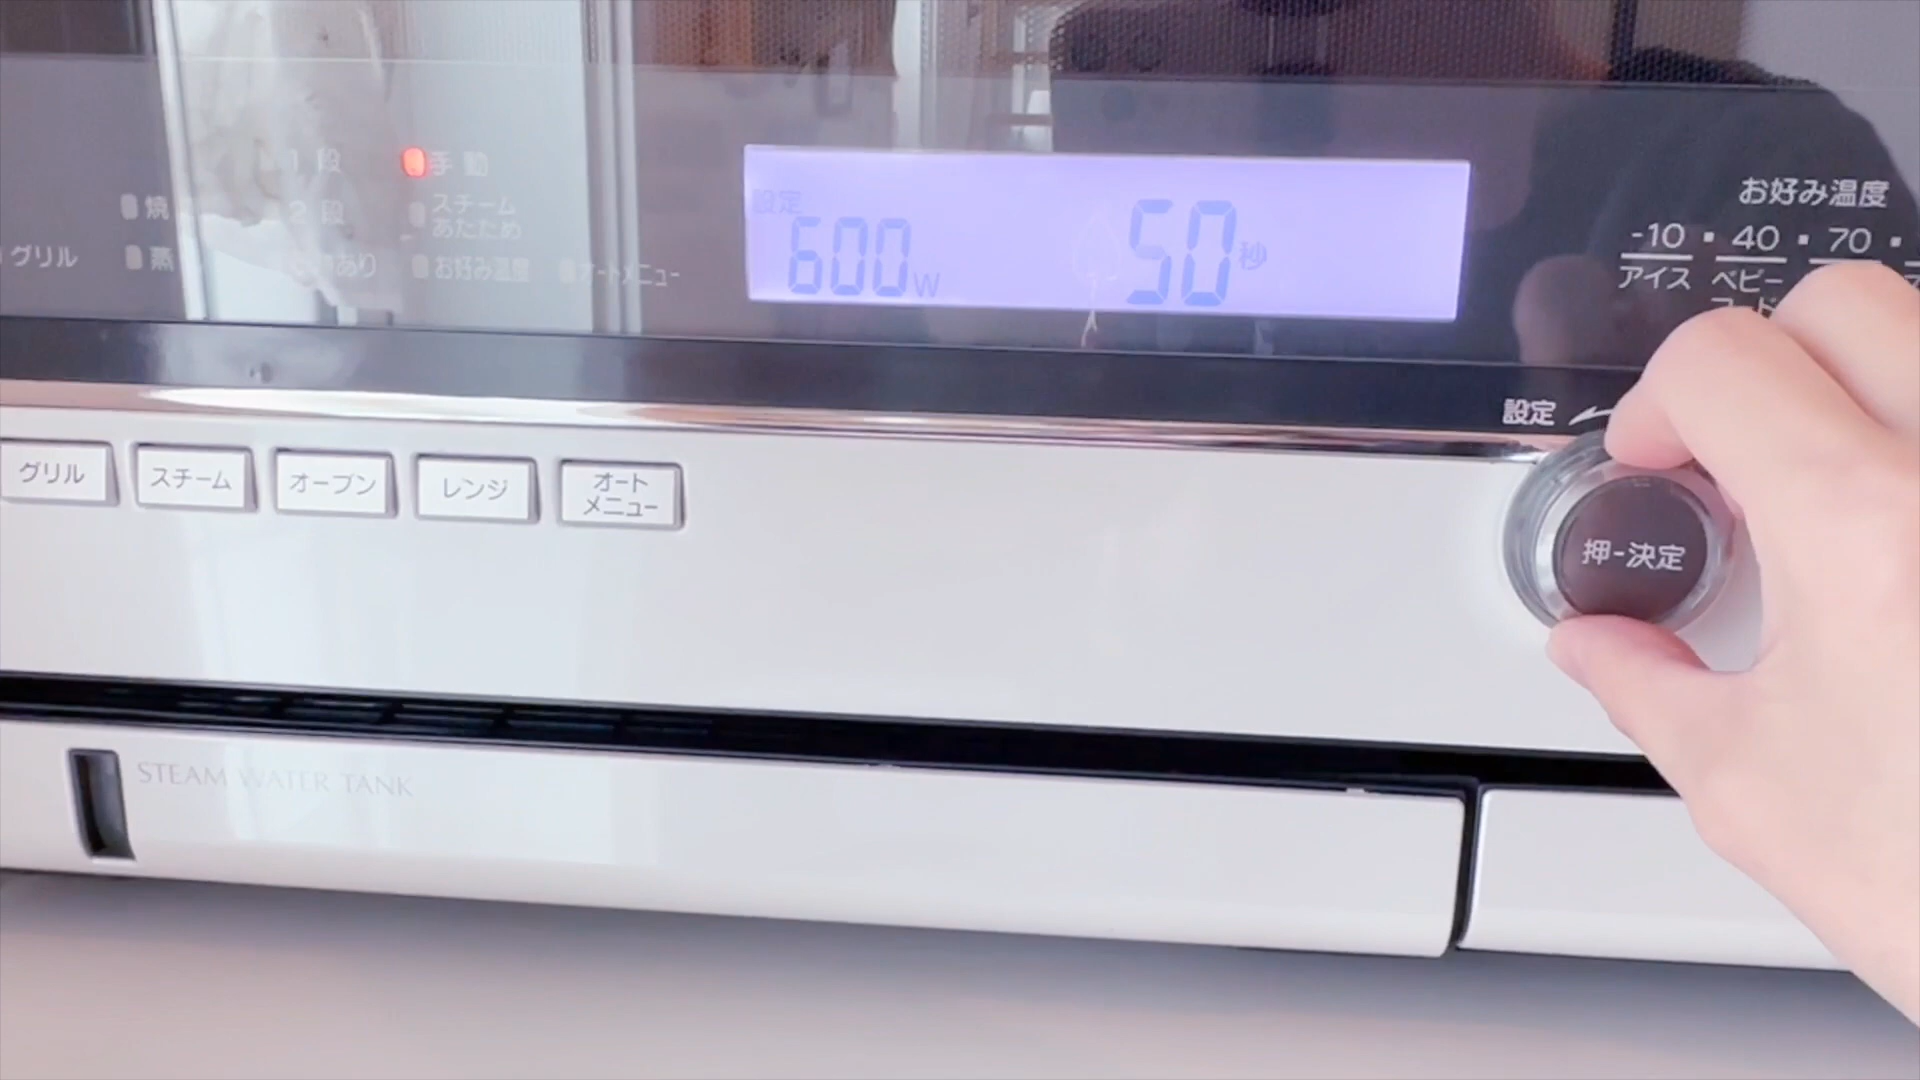 1段
手動
焼
2段
スチーム
あたため
グリル
蒸
あり
お好み温度
オートメニュー
設定
600W
50秒
お好み温度
-10・40・70・
アイス
ベビー
フード
設定
グリル
スチーム
オーブン
レンジ
オート
メニュー
押-決定
STEAM WATER TANK